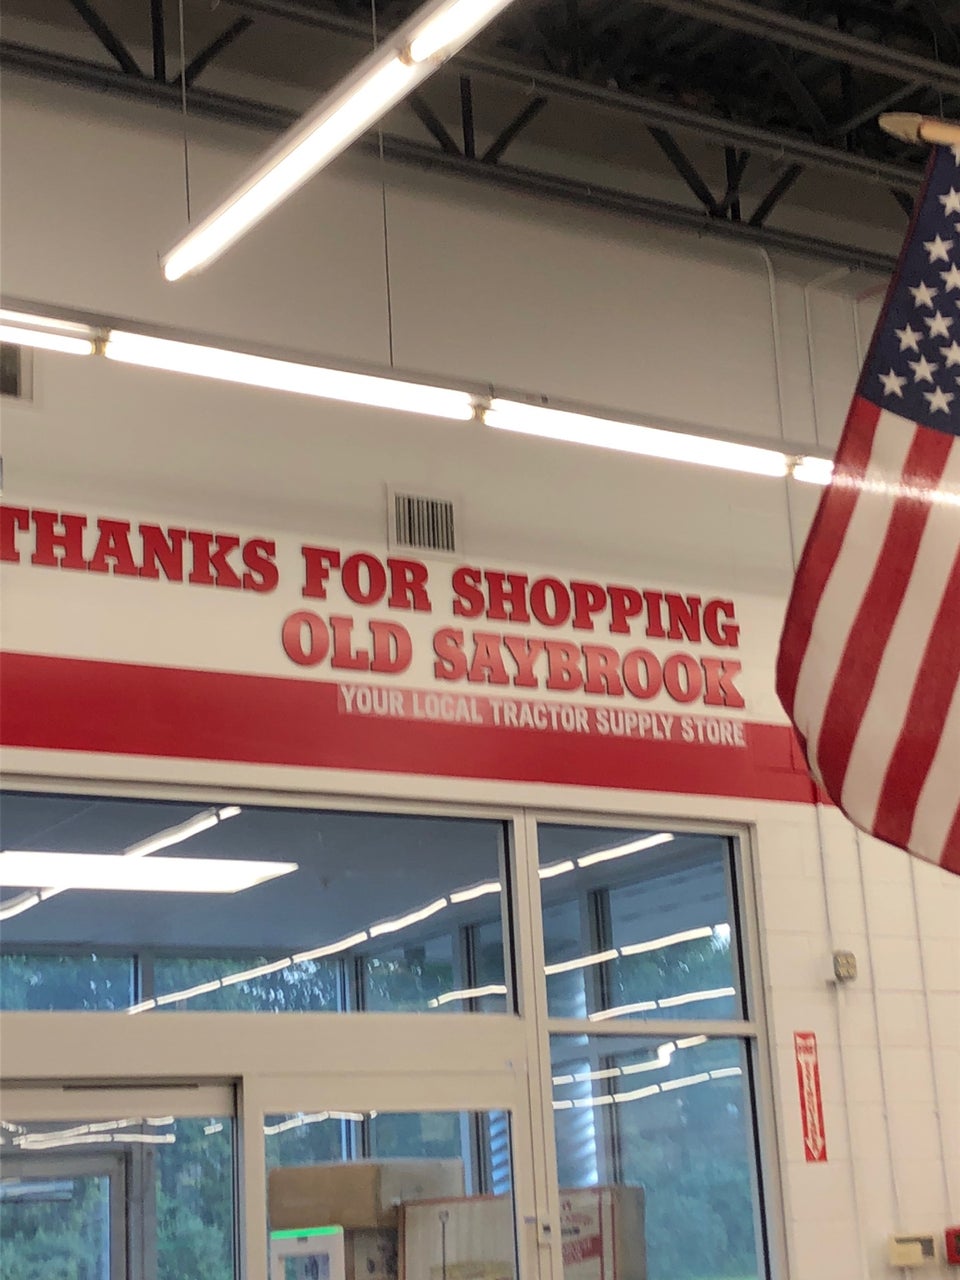 THANKS FOR SHOPPING
OLD SAYBROOK
YOUR LOCAL TRACTOR SUPPLY STORE